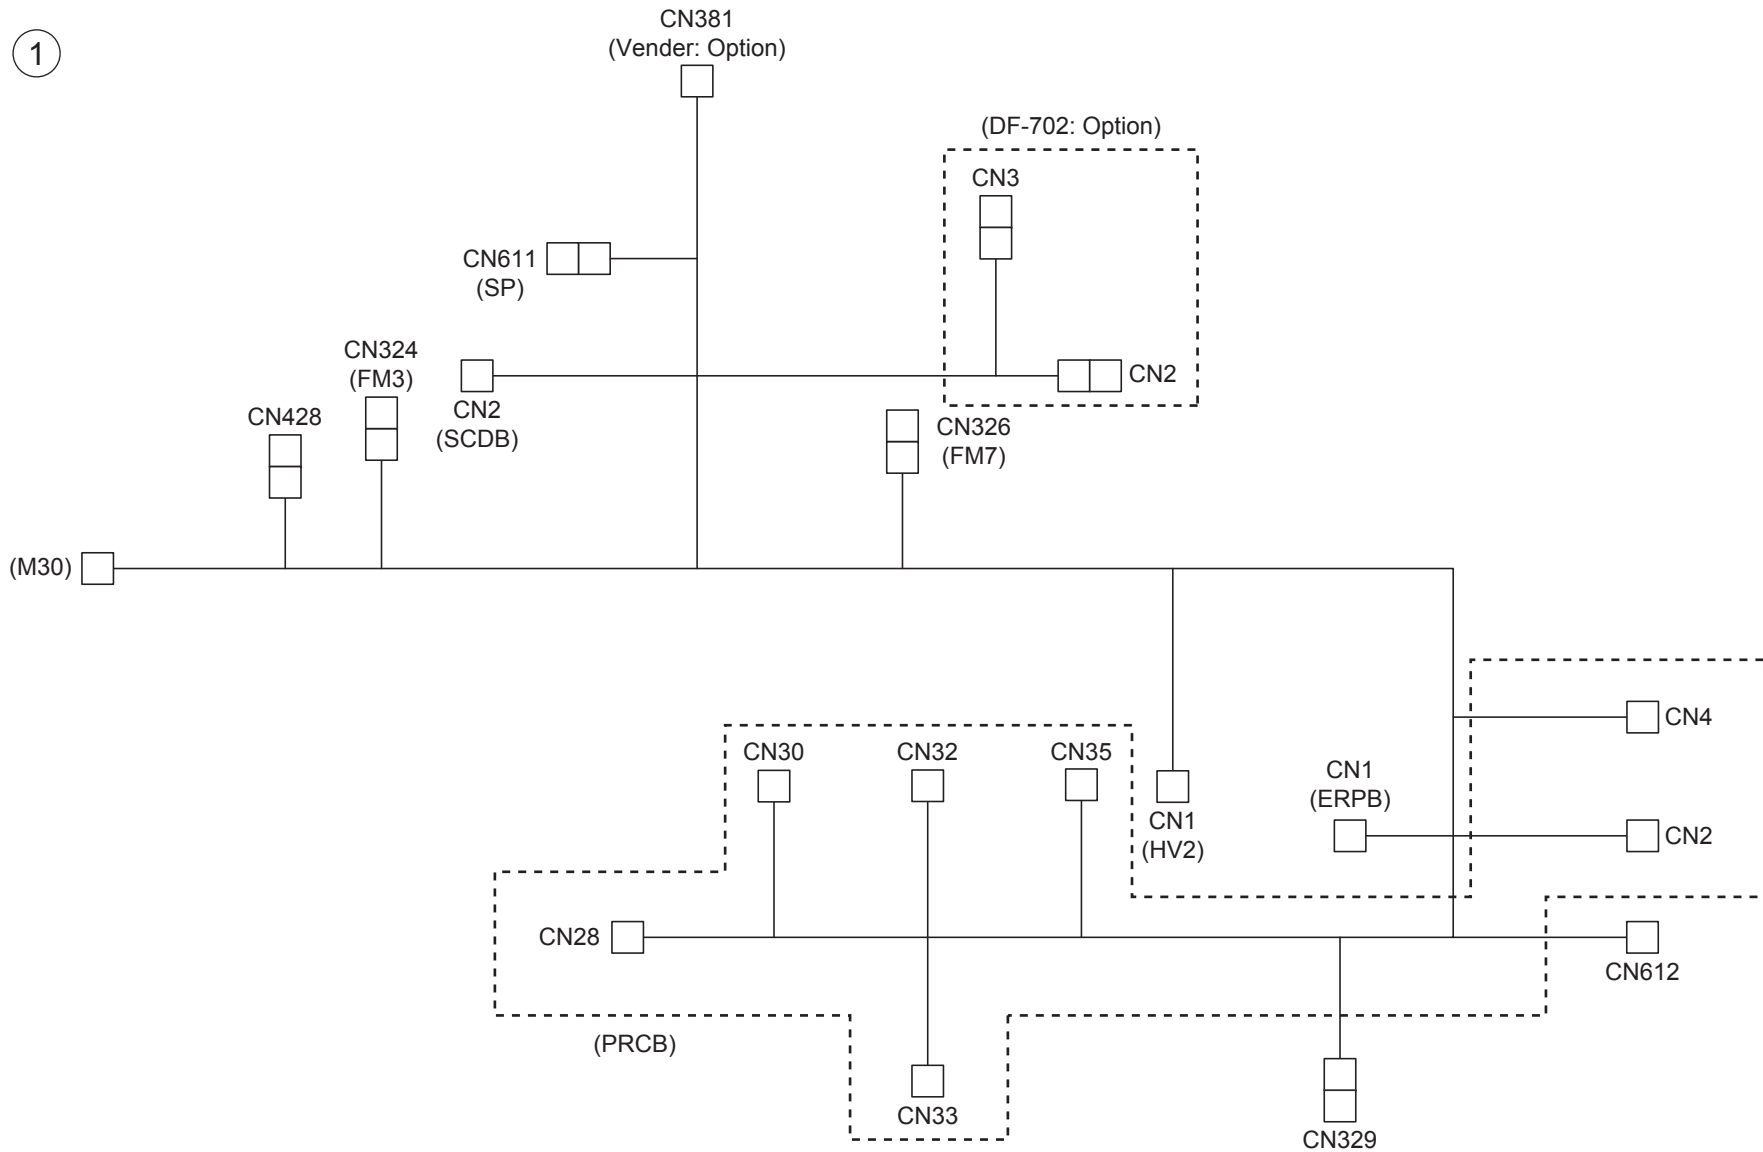 1
CN381
(Vender: Option)
(DF-702: Option)
CN3
CN611
(SP)
CN324
(FM3)
CN2
CN2
(SCDB)
CN428
CN326
(FM7)
(M30)
CN4
CN30
CN32
CN35
CN1
(ERPB)
CN1
(HV2)
CN2
CN28
CN612
(PRCB)
CN33
CN329